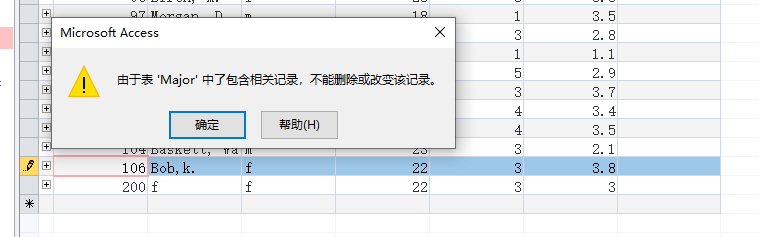 97 Morgan, D m 18 1 3.5
Microsoft Access
3 2.8
1 1.1
由于表 'Major' 中了包含相关记录，不能删除或改变该记录。
5 2.9
3 3.7
4 3.4
确定 帮助(H)
4 3.5
104 Baskett, Wa m 23 3 2.1
106 Bob,k. f 22 3 3.8
200 f f 22 3 3